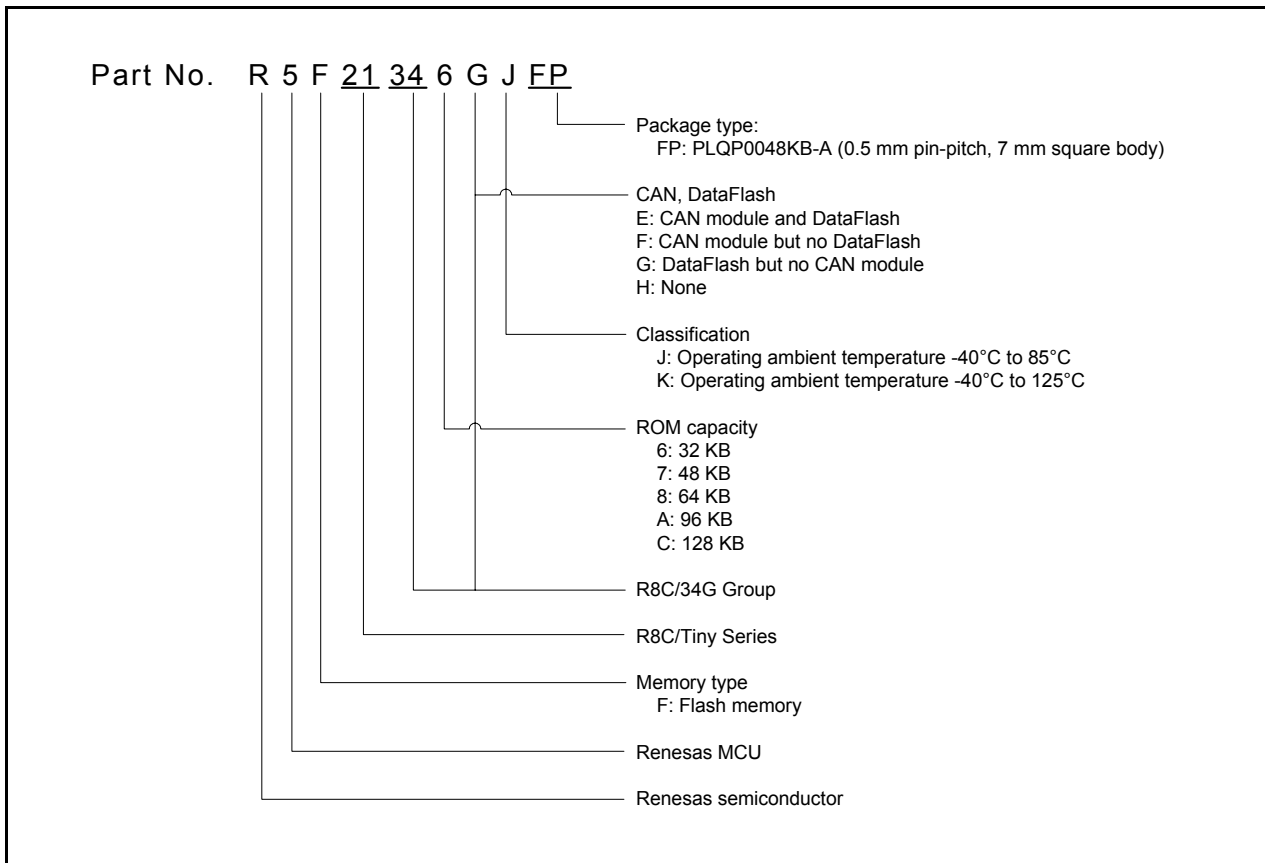 Part No. R 5 F 21 34 6 G J FP
Package type:
FP: PLQP0048KB-A (0.5 mm pin-pitch, 7 mm square body)
CAN, DataFlash
E: CAN module and DataFlash
F: CAN module but no DataFlash
G: DataFlash but no CAN module
H: None
Classification
J: Operating ambient temperature -40°C to 85°C
K: Operating ambient temperature -40°C to 125°C
ROM capacity
6: 32 KB
7: 48 KB
8: 64 KB
A: 96 KB
C: 128 KB
R8C/34G Group
R8C/Tiny Series
Memory type
F: Flash memory
Renesas MCU
Renesas semiconductor